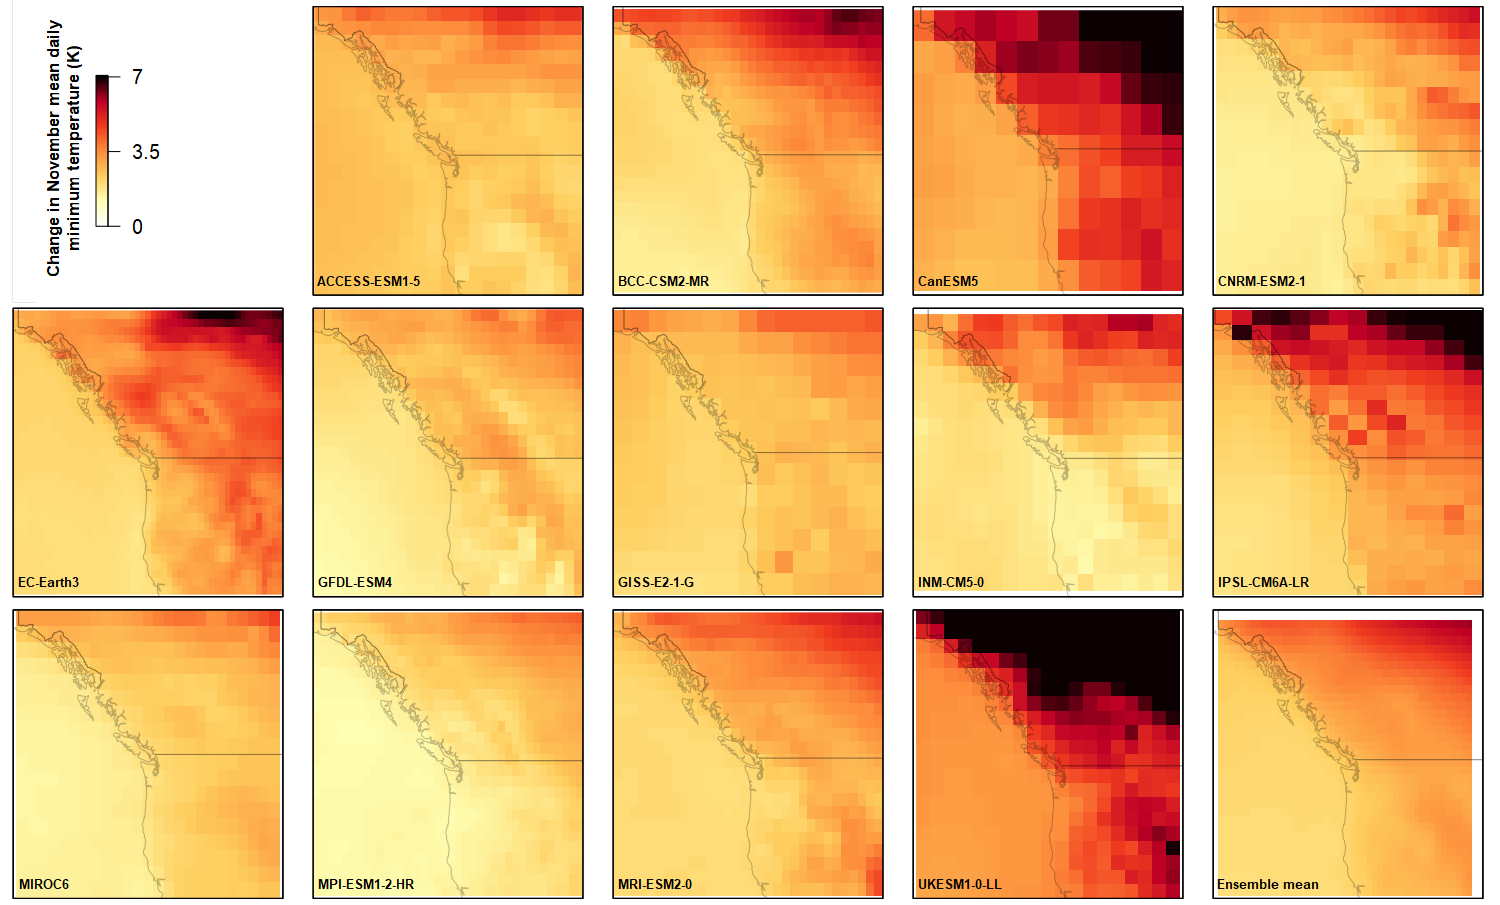 Change in November mean daily
minimum temperature (K)
7
3.5
0
ACCESS-ESM1-5
BCC-CSM2-MR
CanESM5
CNRM-ESM2-1
EC-Earth3
GFDL-ESM4
GISS-E2-1-G
INM-CM5-0
IPSL-CM6A-LR
MIROC6
MPI-ESM1-2-HR
MRI-ESM2-0
UKESM1-0-LL
Ensemble mean